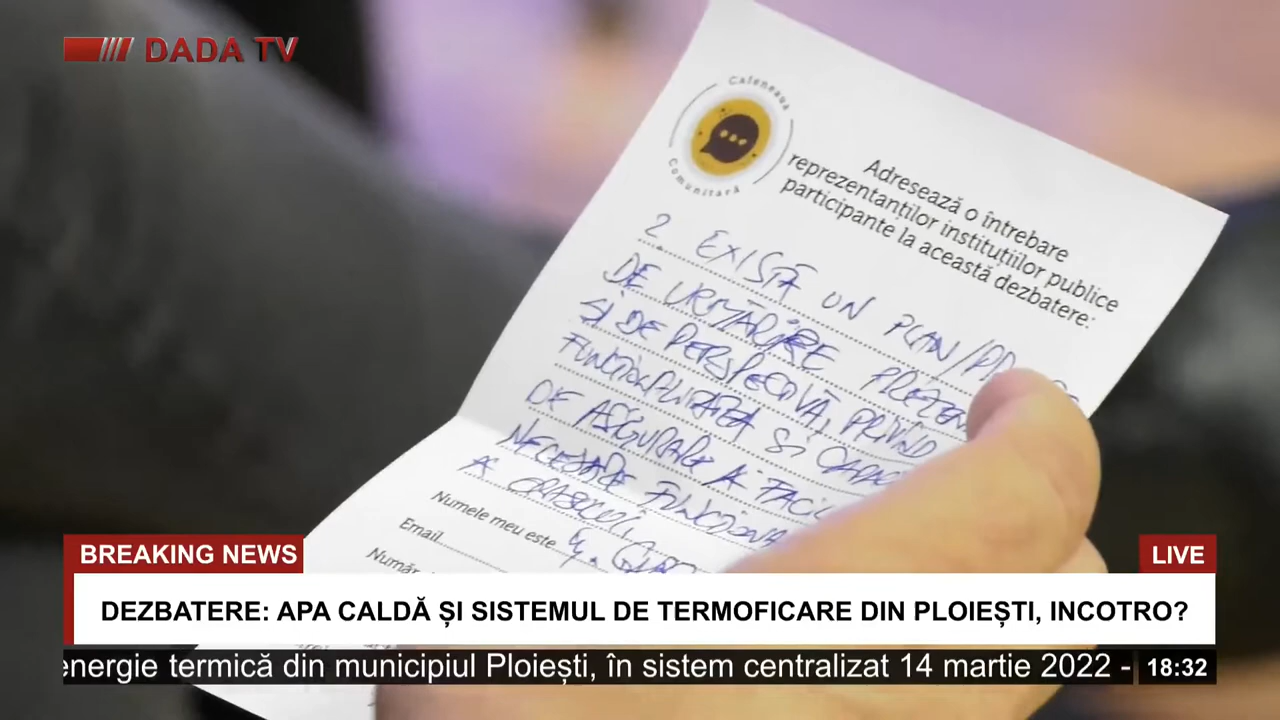 DADA TV
Cafeneaua
Comunitară
Adresează o întrebare
reprezentanților instituțiilor publice
participante la această dezbatere:
2 EXISTĂ UN PLAN/
DE URMĂRIRE
ȘI DE PERSPECTIVĂ, PRIVIND
FUNCȚIONALITATEA ȘI
DE ASIGURARE A
NECESARE
A
Numele meu este
Email
BREAKING NEWS
LIVE
DEZBATERE: APA CALDĂ ȘI SISTEMUL DE TERMOFICARE DIN PLOIEȘTI, INCOTRO?
energie termică din municipiul Ploiești, în sistem centralizat 14 martie 2022 -
18:32